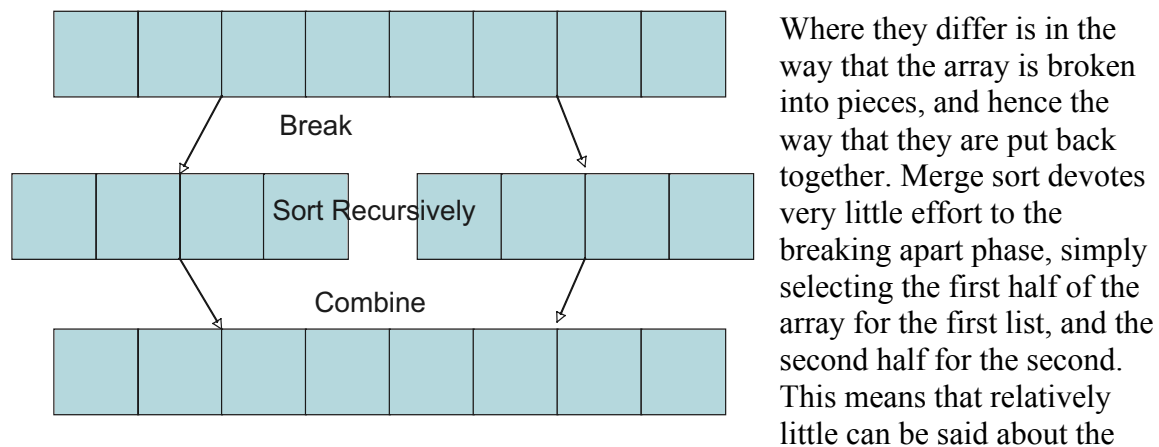 Break
Sort Recursively
Combine
Where they differ is in the
way that the array is broken
into pieces, and hence the
way that they are put back
together. Merge sort devotes
very little effort to the
breaking apart phase, simply
selecting the first half of the
array for the first list, and the
second half for the second.
This means that relatively
little can be said about the